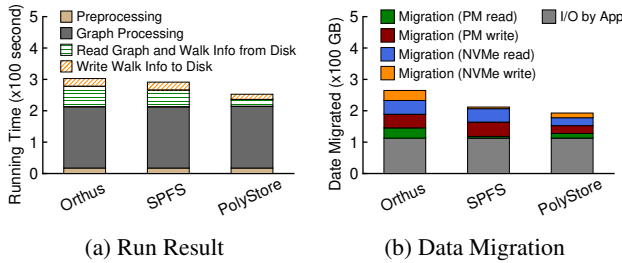 Running Time (x100 second)
5
4
3
2
1
0
Preprocessing
Graph Processing
Read Graph and Walk Info from Disk
Write Walk Info to Disk
Orthus
SPFS
PolyStore
(a) Run Result
Date Migrated (x100 GB)
5
4
3
2
1
0
Migration (PM read)
Migration (PM write)
Migration (NVMe read)
Migration (NVMe write)
I/O by App
Orthus
SPFS
PolyStore
(b) Data Migration